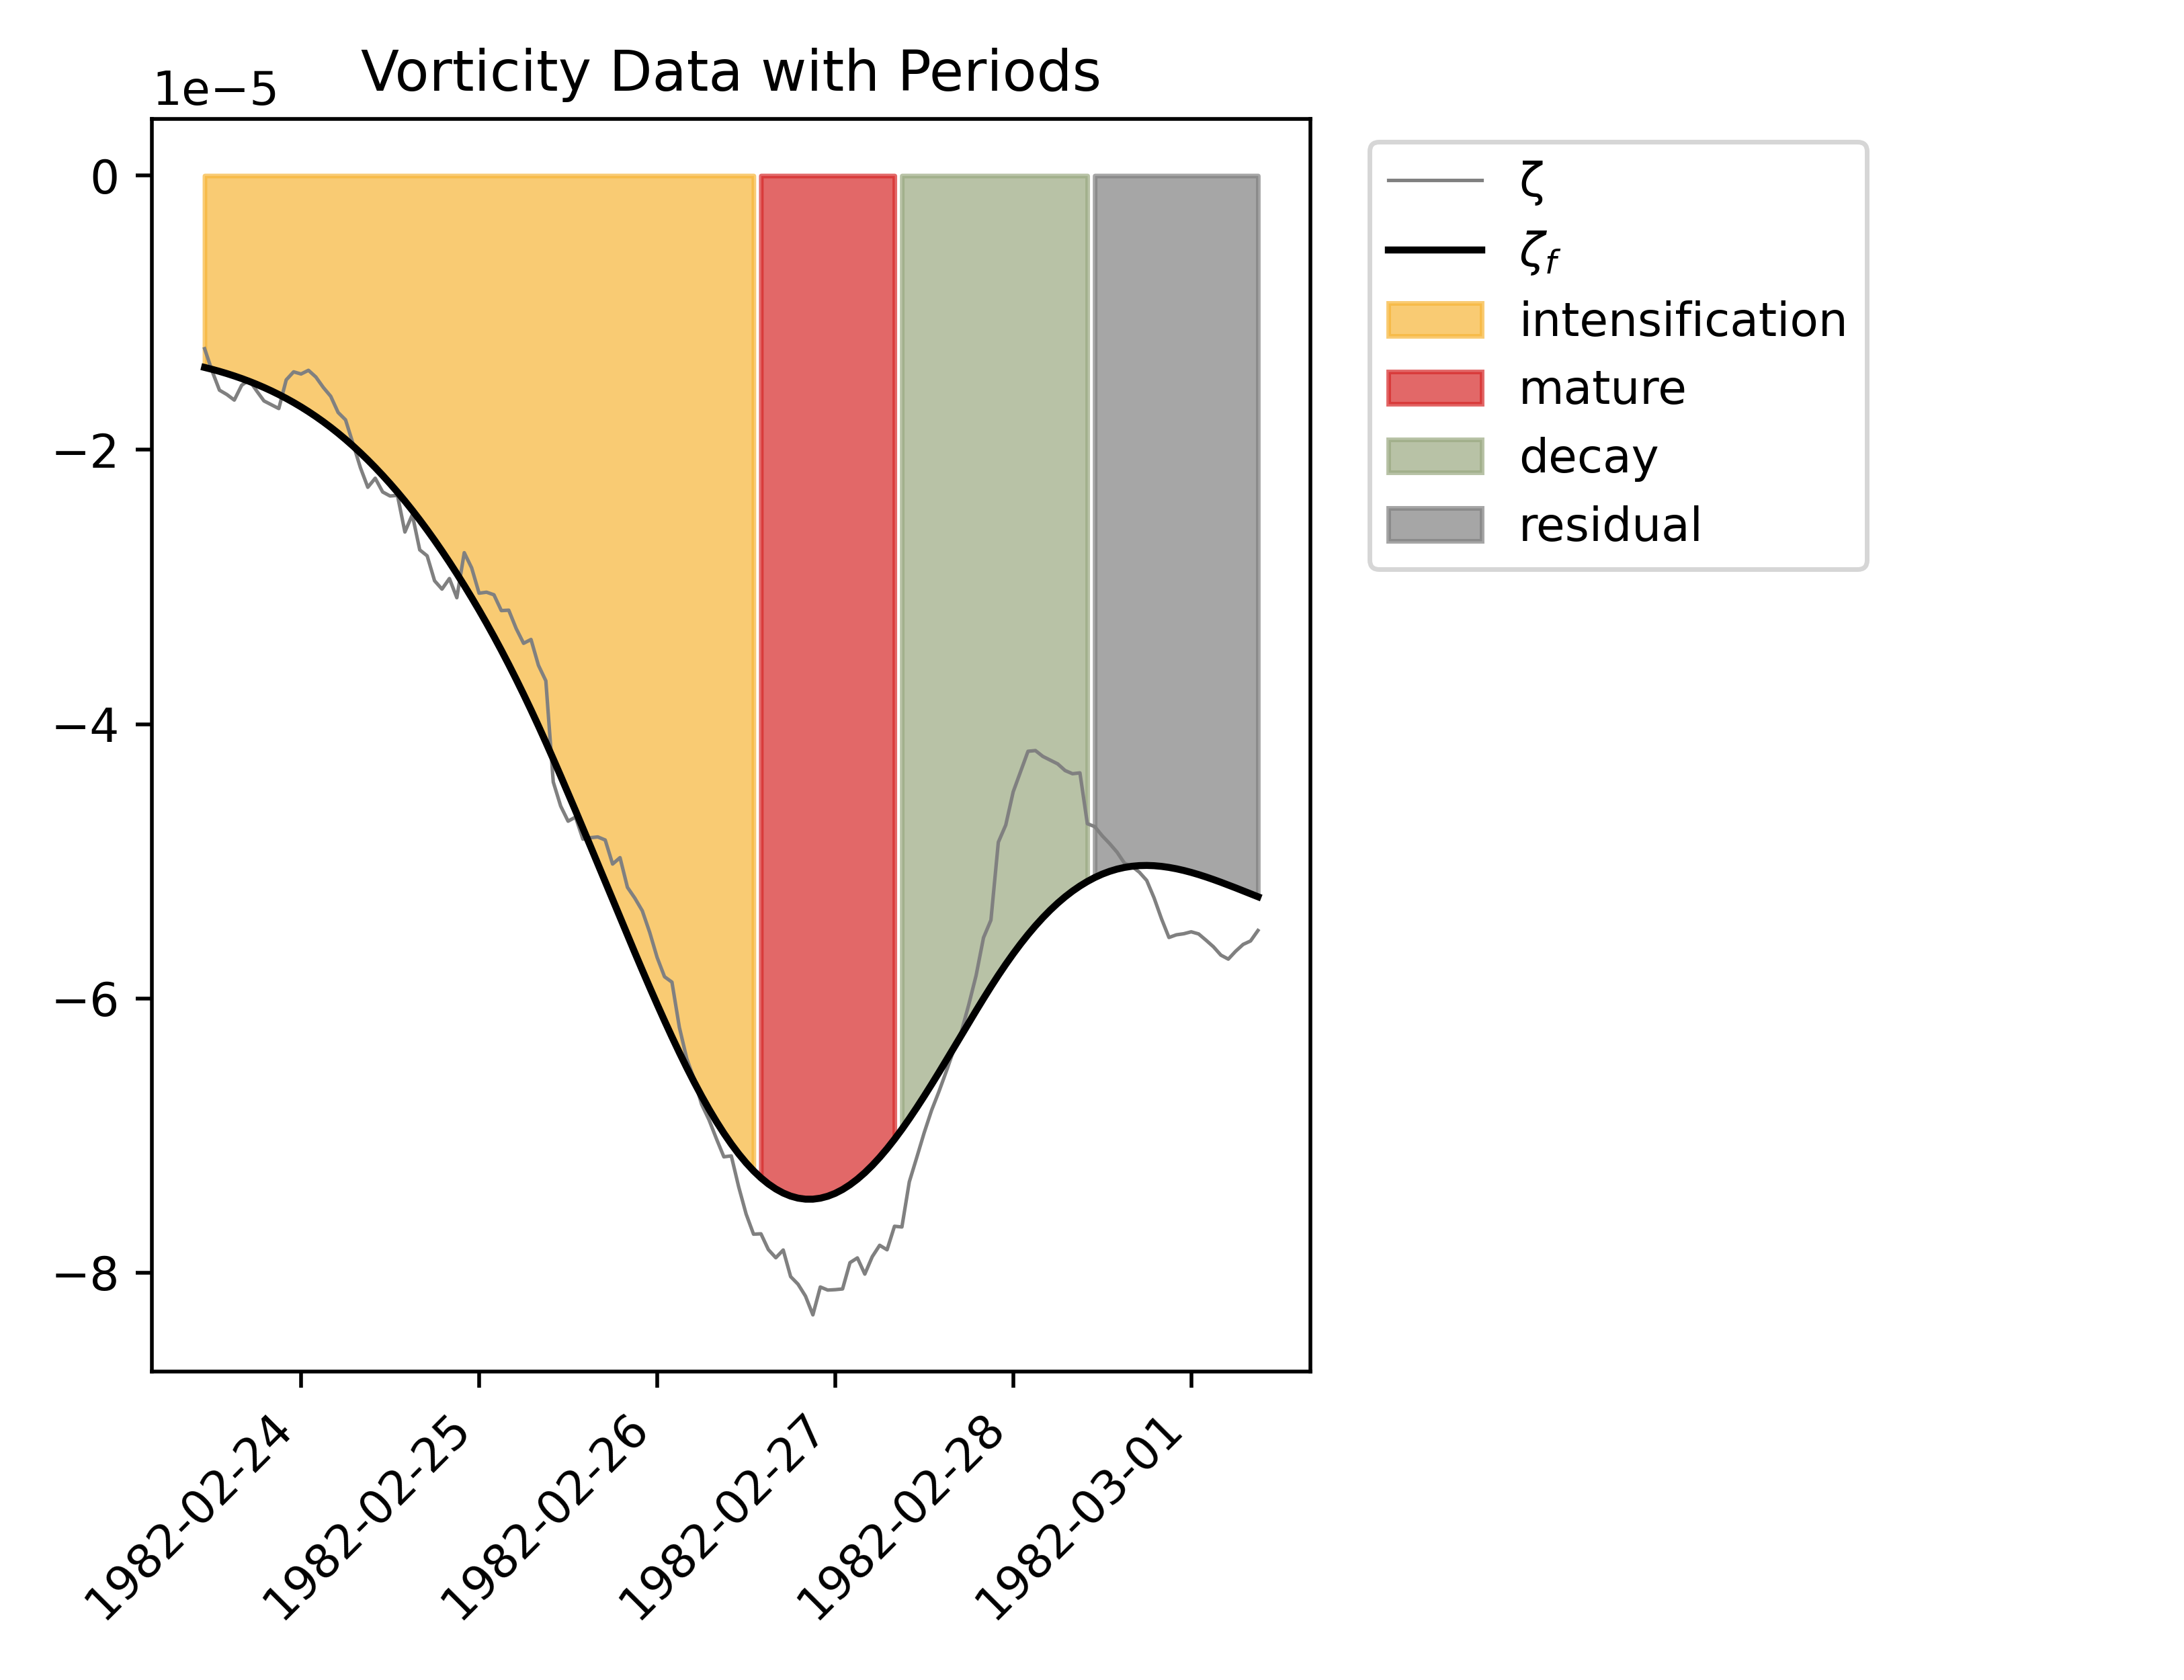 Vorticity Data with Periods
1e−5
0
−2
−4
−6
−8
1982-02-24
1982-02-25
1982-02-26
1982-02-27
1982-02-28
1982-03-01
ζ
ζf
intensification
mature
decay
residual